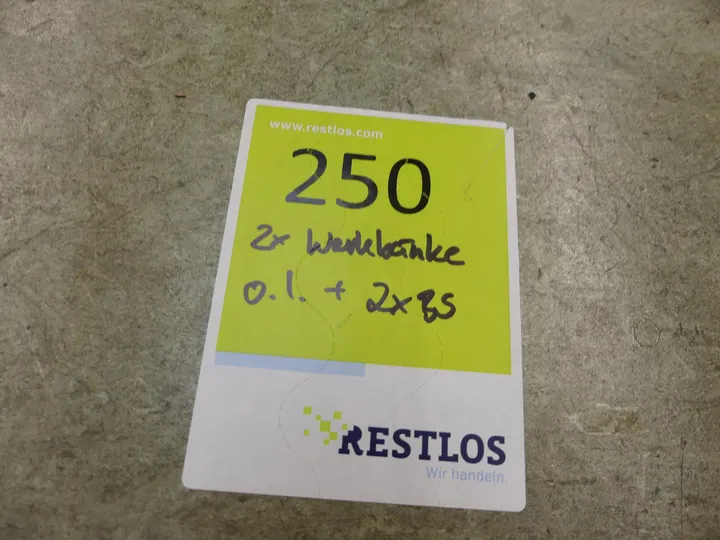 www.restlos.com
250
2x Werkbänke
o.I. + 2x BS
RESTLOS
Wir handeln.